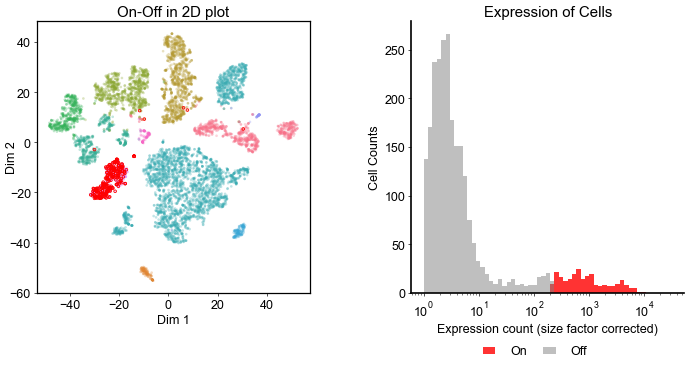 On-Off in 2D plot
Dim 2
40
20
0
−20
−40
−60
−40
−20
0
20
40
Dim 1
Expression of Cells
Cell Counts
250
200
150
100
50
0
10^0
10^1
10^2
10^3
10^4
Expression count (size factor corrected)
On
Off